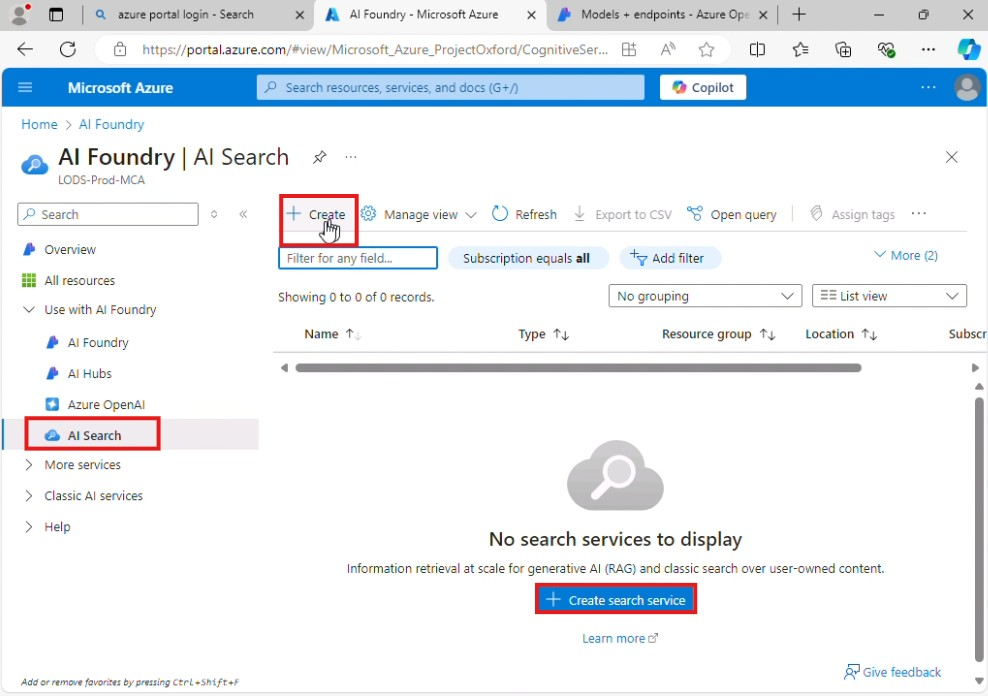 azure portal login - Search
AI Foundry - Microsoft Azure
Models + endpoints - Azure Ope
https://portal.azure.com/#view/Microsoft_Azure_ProjectOxford/CognitiveSer...
Microsoft Azure
Search resources, services, and docs (G+/)
Copilot
Home > AI Foundry
AI Foundry | AI Search
LODS-Prod-MCA
Search
Create
Manage view
Refresh
Export to CSV
Open query
Assign tags
Overview
All resources
Use with AI Foundry
AI Foundry
AI Hubs
Azure OpenAI
AI Search
More services
Classic AI services
Help
Filter for any field...
Subscription equals all
Add filter
More (2)
Showing 0 to 0 of 0 records.
No grouping
List view
Name
Type
Resource group
Location
Subscr
No search services to display
Information retrieval at scale for generative AI (RAG) and classic search over user-owned content.
Create search service
Learn more
Give feedback
Add or remove favorites by pressing Ctrl+Shift+F